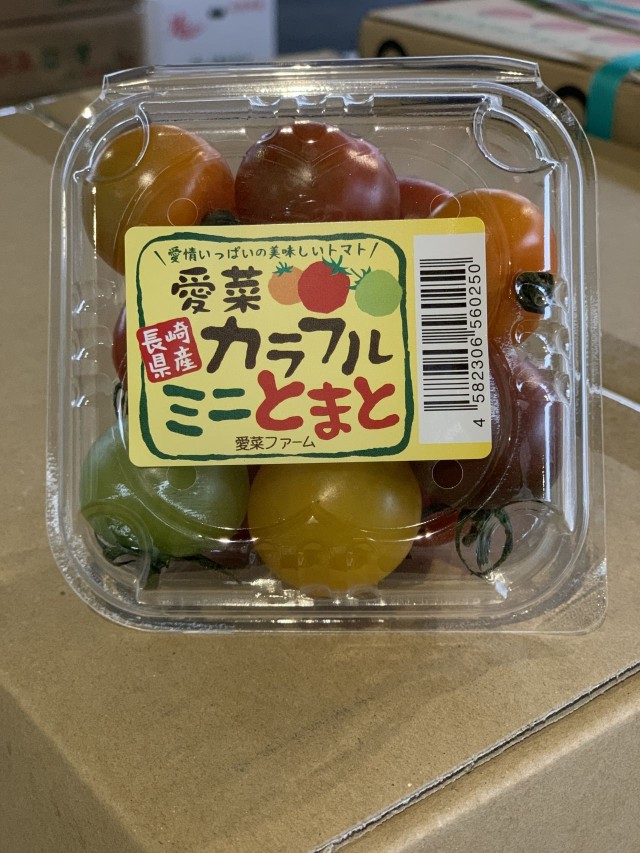 ＼愛情いっぱいの美味しいトマト／
愛菜
長崎県産
カラフル
ミニとまと
愛菜ファーム
4 582306 560250